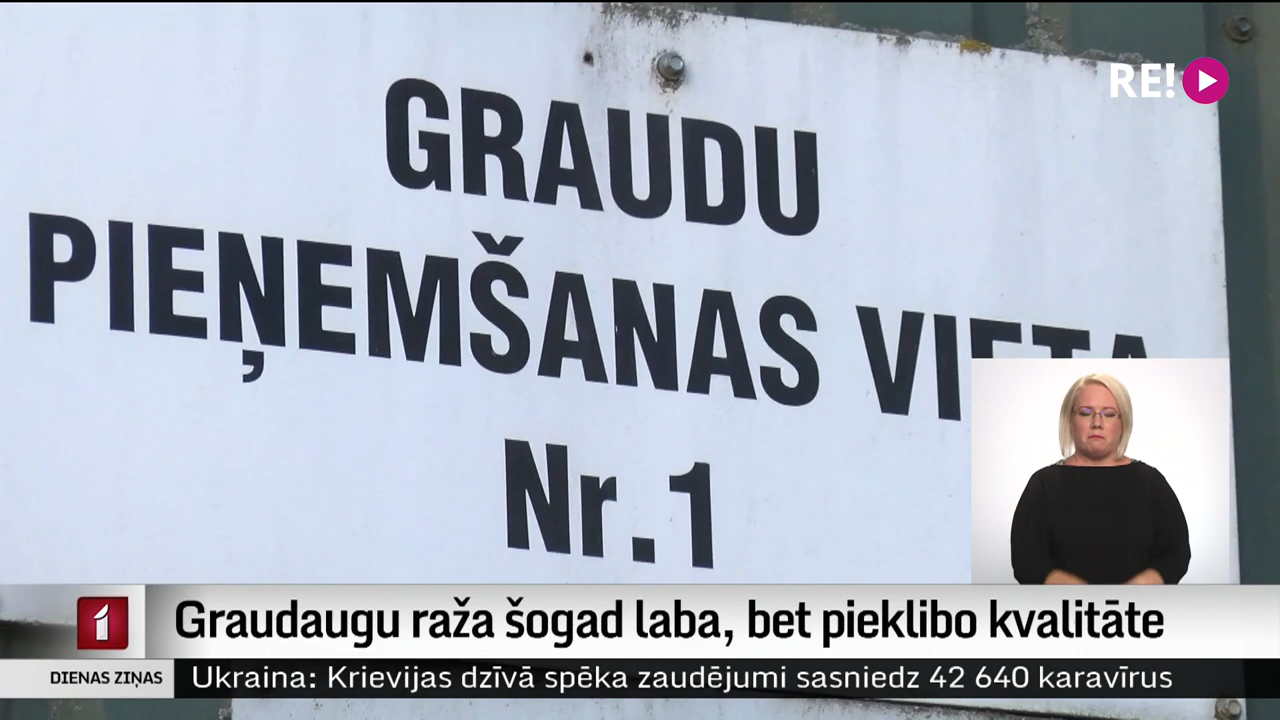 RE!
GRAUDU
PIEŅEMŠANAS VIETA
Nr.1
1
Graudaugu raža šogad laba, bet pieklibo kvalitāte
DIENAS ZIŅAS
Ukraina: Krievijas dzīvā spēka zaudējumi sasniedz 42 640 karavīrus